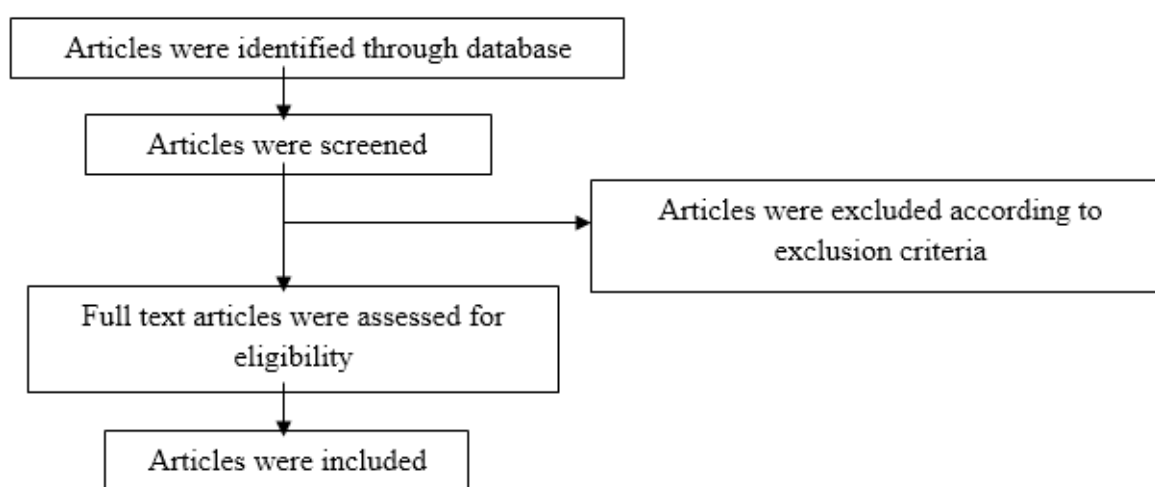 Articles were identified through database
Articles were screened
Articles were excluded according to
exclusion criteria
Full text articles were assessed for
eligibility
Articles were included